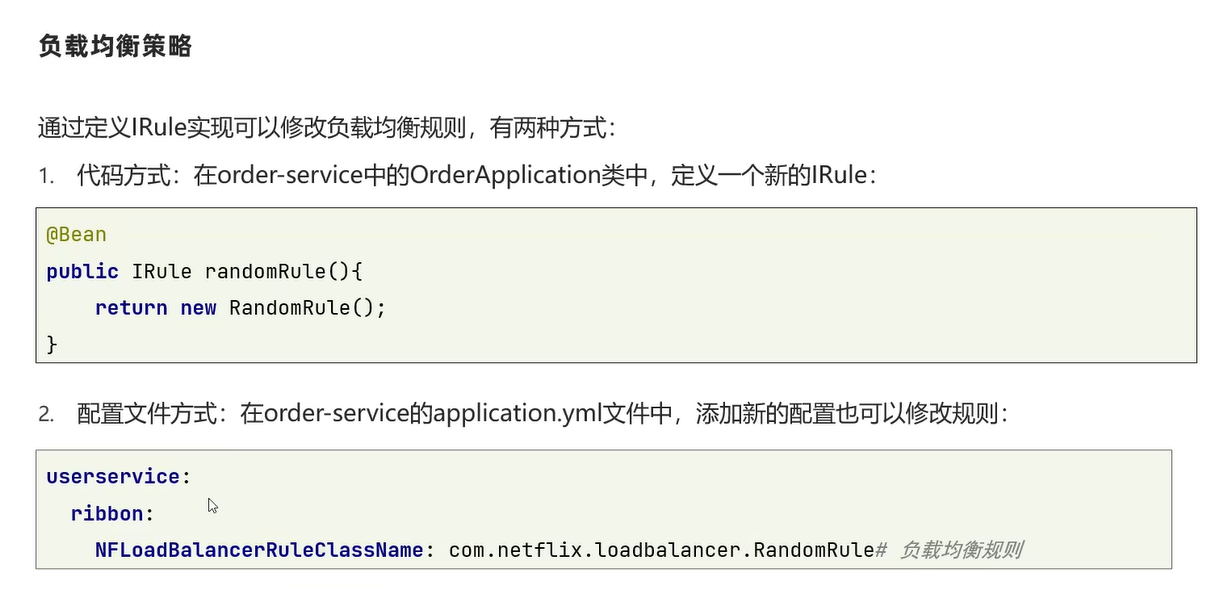 负载均衡策略
通过定义IRule实现可以修改负载均衡规则，有两种方式：
1. 代码方式：在order-service中的OrderApplication类中，定义一个新的IRule：
@Bean
public IRule randomRule(){
    return new RandomRule();
}
2. 配置文件方式：在order-service的application.yml文件中，添加新的配置也可以修改规则：
userservice:
  ribbon:
    NFLoadBalancerRuleClassName: com.netflix.loadbalancer.RandomRule# 负载均衡规则